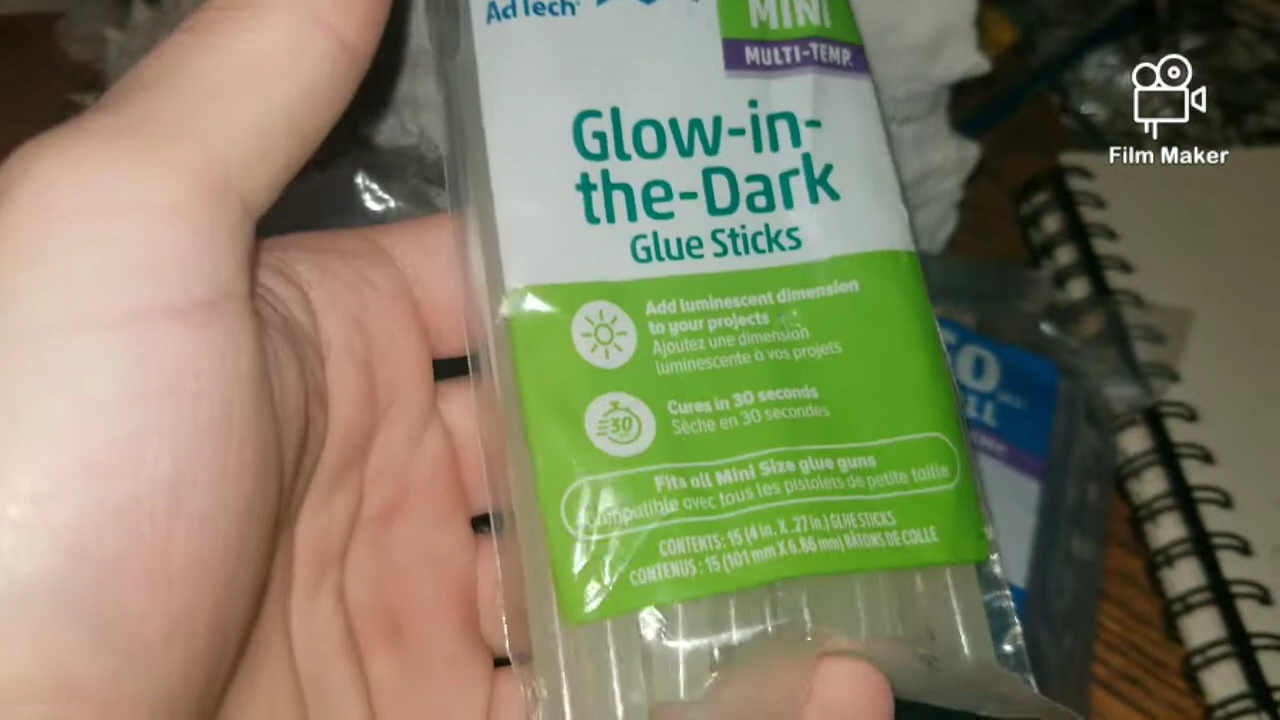 AdTech
MINI
MULTI-TEMP.
Film Maker
Glow-in-
the-Dark
Glue Sticks
Add luminescent dimension
to your projects
Ajoutez une dimension
luminescente à vos projets
30
Cures in 30 seconds
Sèche en 30 secondes
Fits all Mini Size glue guns
Compatible avec tous les pistolets de petite taille
CONTENTS: 15 (4 in. X .27 in.) GLUE STICKS
CONTENUS : 15 (101 mm X 6.86 mm) BÂTONS DE COLLE